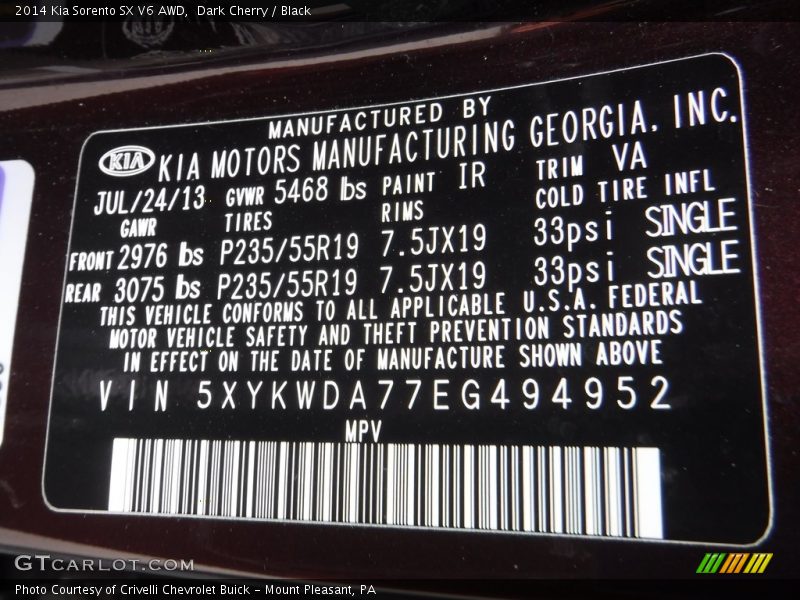 2014 Kia Sorento SX V6 AWD,  Dark Cherry / Black
MANUFACTURED BY
KIA KIA MOTORS MANUFACTURING GEORGIA, INC.
JUL/24/13 GVWR 5468 lbs PAINT IR TRIM VA
GAWR TIRES RIMS COLD TIRE INFL
FRONT 2976 lbs P235/55R19 7.5JX19 33psi SINGLE
REAR 3075 lbs P235/55R19 7.5JX19 33psi SINGLE
THIS VEHICLE CONFORMS TO ALL APPLICABLE U.S.A. FEDERAL
MOTOR VEHICLE SAFETY AND THEFT PREVENTION STANDARDS
IN EFFECT ON THE DATE OF MANUFACTURE SHOWN ABOVE
VIN 5XYKWDA77EG494952
MPV
GTCARLOT.COM
Photo Courtesy of Crivelli Chevrolet Buick – Mount Pleasant, PA